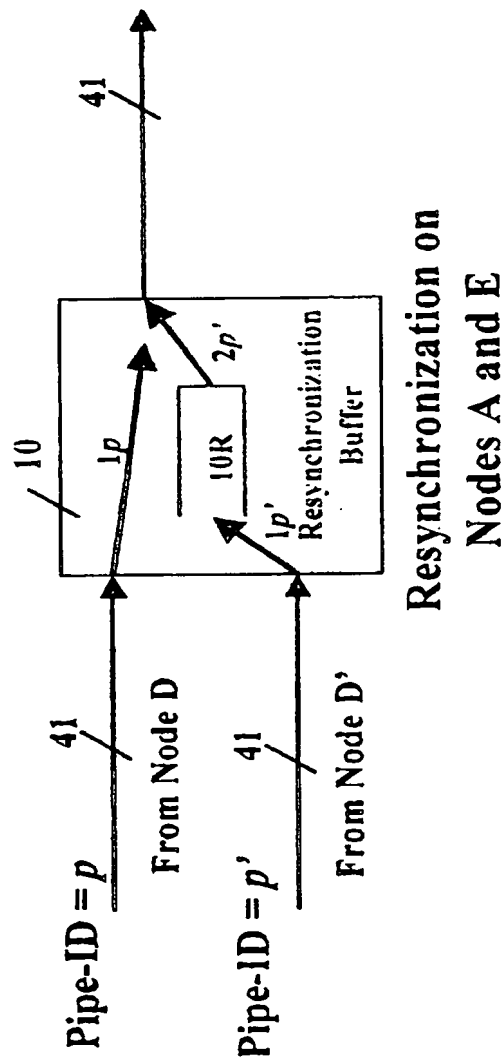 Pipe-ID = p
41
From Node D
Pipe-ID = p'
41
From Node D'
10
1p
10R
2p'
1p'
Resynchronization
Buffer
41
Resynchronization on
Nodes A and E